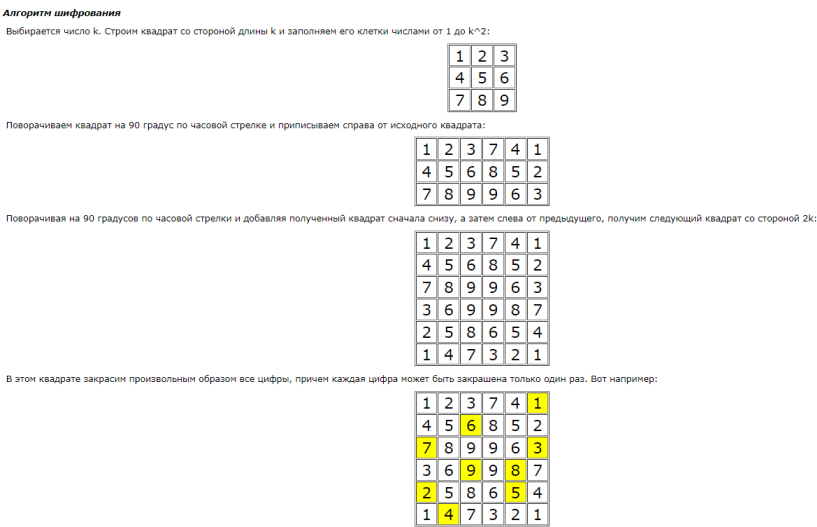 Алгоритм шифрования
Выбирается число k. Строим квадрат со стороной длины k и заполняем его клетки числами от 1 до k^2:
1 2 3
4 5 6
7 8 9
Поворачиваем квадрат на 90 градус по часовой стрелке и приписываем справа от исходного квадрата:
1 2 3 7 4 1
4 5 6 8 5 2
7 8 9 9 6 3
Поворачивая на 90 градусов по часовой стрелки и добавляя полученный квадрат сначала снизу, а затем слева от предыдущего, получим следующий квадрат со стороной 2k:
1 2 3 7 4 1
4 5 6 8 5 2
7 8 9 9 6 3
3 6 9 9 8 7
2 5 8 6 5 4
1 4 7 3 2 1
В этом квадрате закрасим произвольным образом все цифры, причем каждая цифра может быть закрашена только один раз. Вот например:
1 2 3 7 4 1
4 5 6 8 5 2
7 8 9 9 6 3
3 6 9 9 8 7
2 5 8 6 5 4
1 4 7 3 2 1